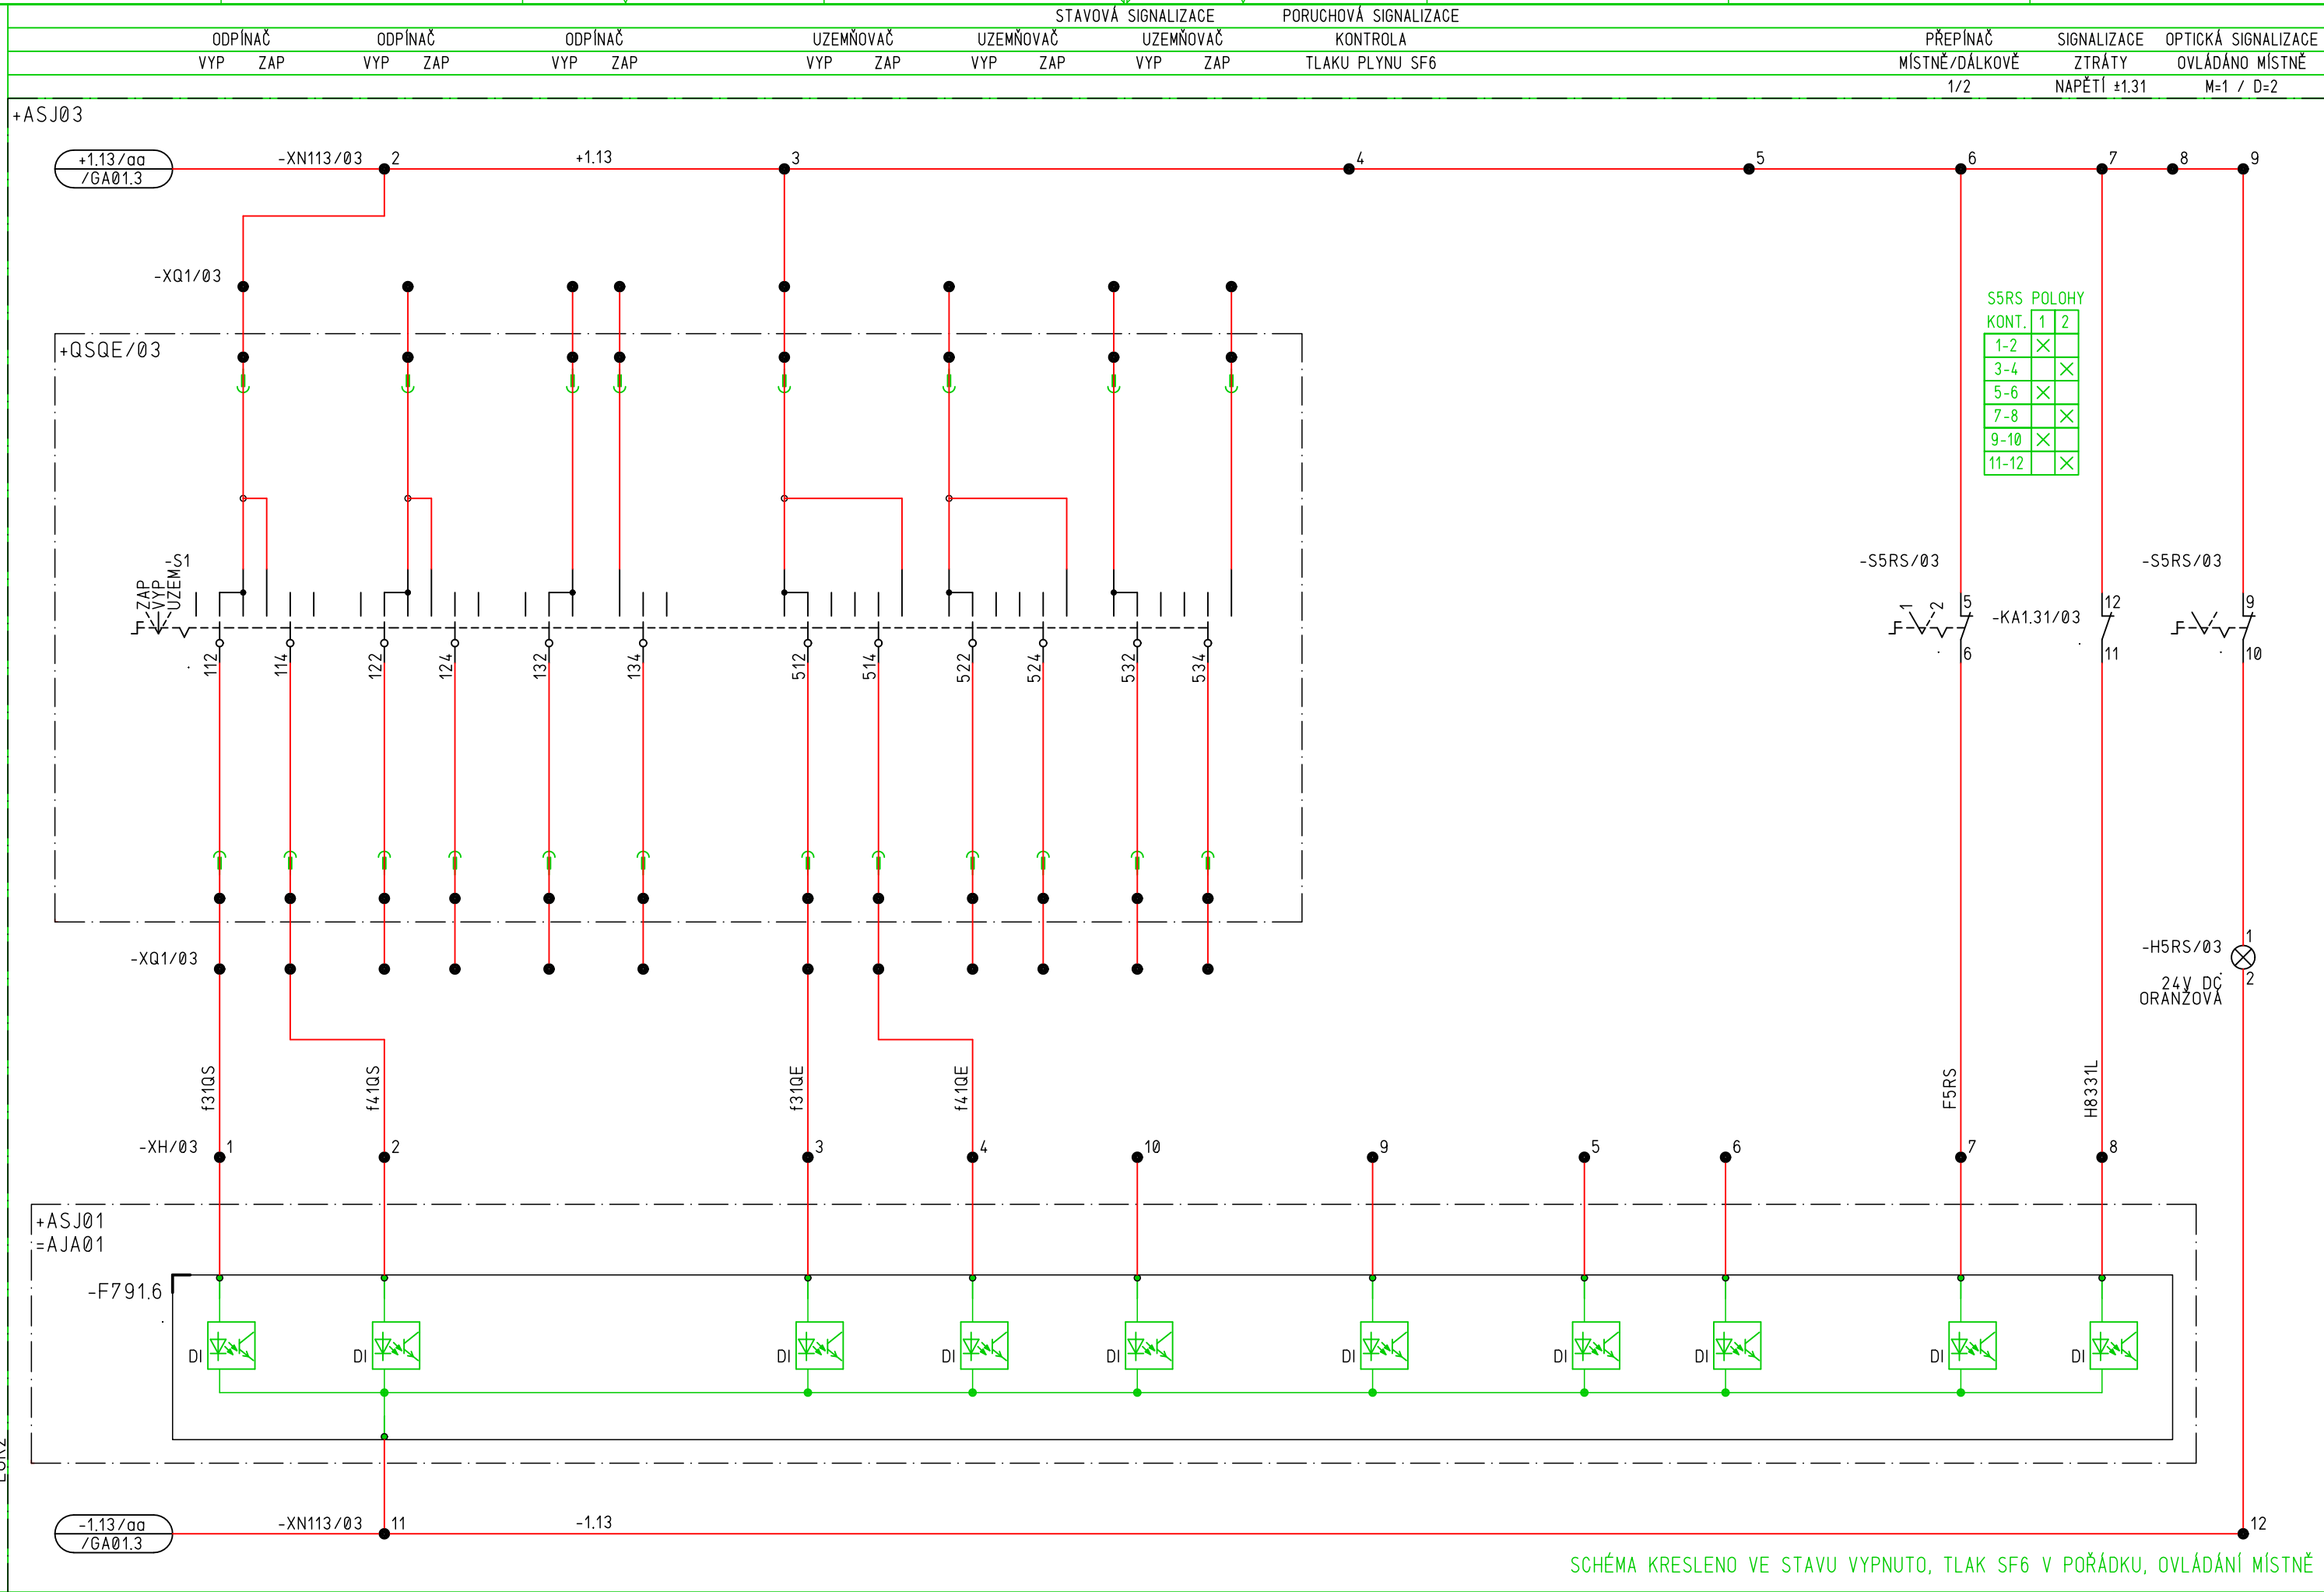 STAVOVÁ SIGNALIZACE PORUCHOVÁ SIGNALIZACE
ODPÍNAČ ODPÍNAČ ODPÍNAČ UZEMŇOVAČ UZEMŇOVAČ UZEMŇOVAČ KONTROLA PŘEPÍNAČ SIGNALIZACE OPTICKÁ SIGNALIZACE
VYP ZAP VYP ZAP VYP ZAP VYP ZAP VYP ZAP VYP ZAP TLAKU PLYNU SF6 MÍSTNĚ/DÁLKOVĚ ZTRÁTY OVLÁDÁNO MÍSTNĚ
1/2 NAPĚTÍ ±1.31 M=1 / D=2
+ASJ03
+1.13/aa -XN113/03 2 +1.13 3 4 5 6 7 8 9
/GA01.3
-XQ1/03
S5RS POLOHY
KONT. 1 2
1-2 X
3-4 X
5-6 X
7-8 X
9-10 X
11-12 X
+QSQE/03
-S1
ZAP
VYP
UZEM
-S5RS/03 -S5RS/03
1 2 5 -KA1.31/03 12 9
6 11 10
112 114 122 124 132 134 512 514 522 524 532 534
-XQ1/03
-H5RS/03 1
24V DC 2
ORANŽOVÁ
f31QS f41QS f31QE f41QE F5RS H8331L
-XH/03 1 2 3 4 10 9 5 6 7 8
+ASJ01
=AJA01
-F791.6
DI DI DI DI DI DI DI DI DI DI
-1.13/aa -XN113/03 11 -1.13 12
/GA01.3
SCHÉMA KRESLENO VE STAVU VYPNUTO, TLAK SF6 V POŘÁDKU, OVLÁDÁNÍ MÍSTNĚ